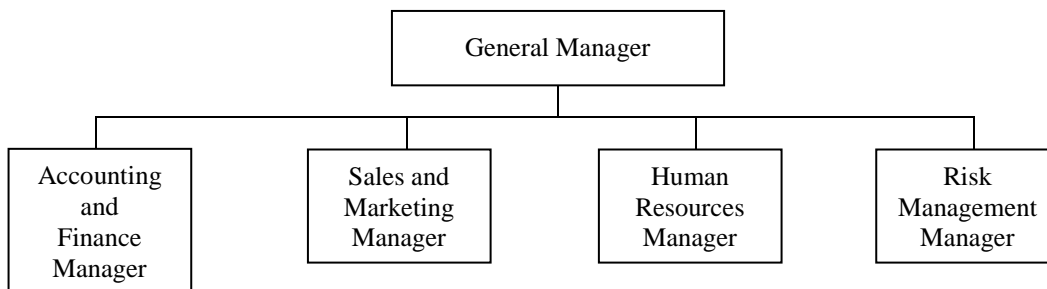 General Manager
Accounting
and
Finance
Manager
Sales and
Marketing
Manager
Human
Resources
Manager
Risk
Management
Manager